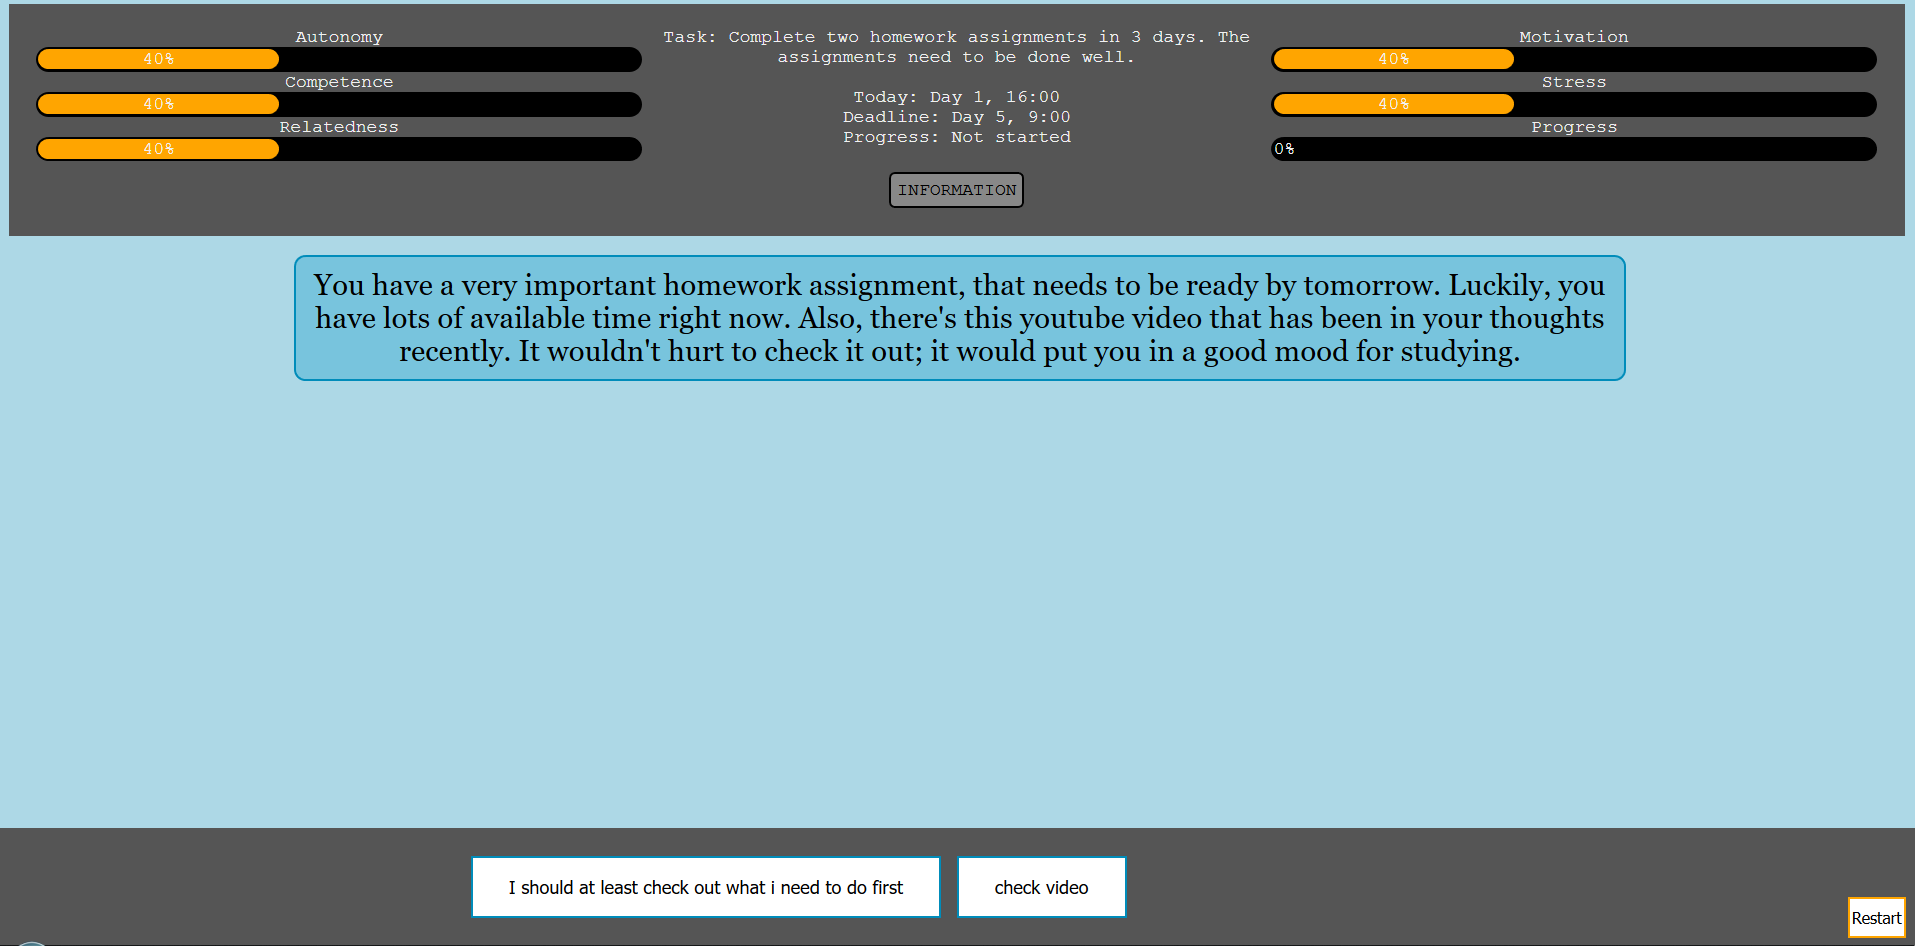 Autonomy
40%
Competence
40%
Relatedness
40%
Task: Complete two homework assignments in 3 days. The
assignments need to be done well.
Today: Day 1, 16:00
Deadline: Day 5, 9:00
Progress: Not started
INFORMATION
Motivation
40%
Stress
40%
Progress
0%
You have a very important homework assignment, that needs to be ready by tomorrow. Luckily, you
have lots of available time right now. Also, there's this youtube video that has been in your thoughts
recently. It wouldn't hurt to check it out; it would put you in a good mood for studying.
I should at least check out what i need to do first
check video
Restart